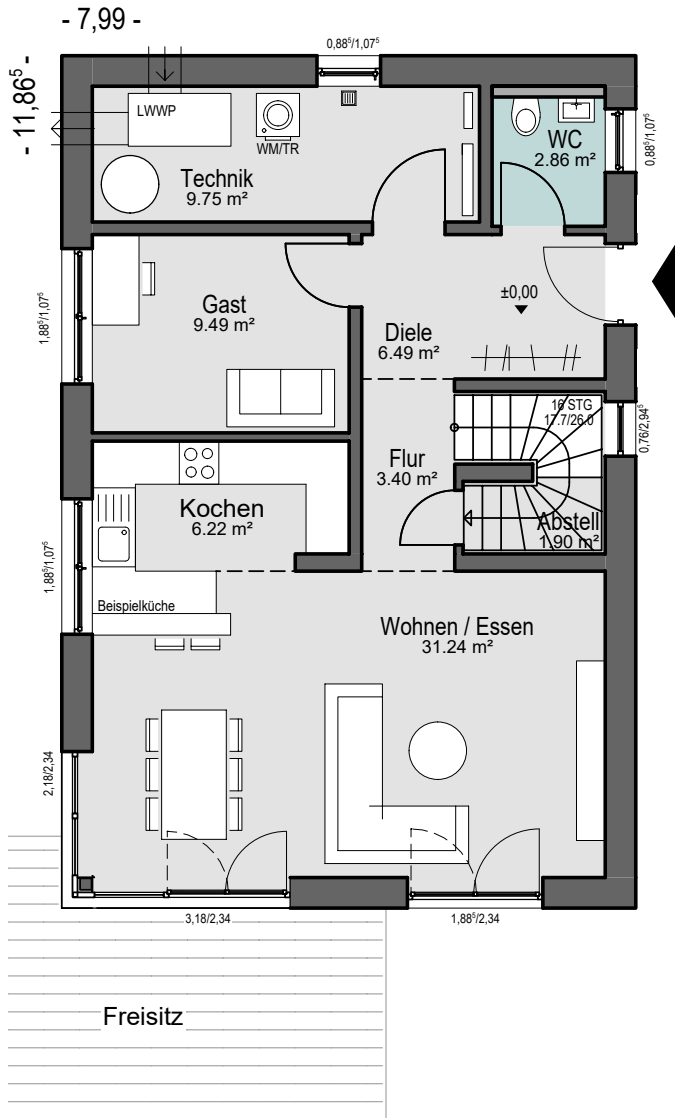 - 7,99 -
- 11,86⁵ -
0,88⁵/1,07⁵
LWWP
WM/TR
Technik
9.75 m²
WC
2.86 m²
0,88⁵/1,07⁵
Gast
9.49 m²
1,88⁵/1,07⁵
±0,00
Diele
6.49 m²
16 STG
17.7/26.0
0,76/2,94⁵
Flur
3.40 m²
Kochen
6.22 m²
Abstell
1.90 m²
1,88⁵/1,07⁵
Beispielküche
Wohnen / Essen
31.24 m²
2,18/2,34
3,18/2,34
1,88⁵/2,34
Freisitz